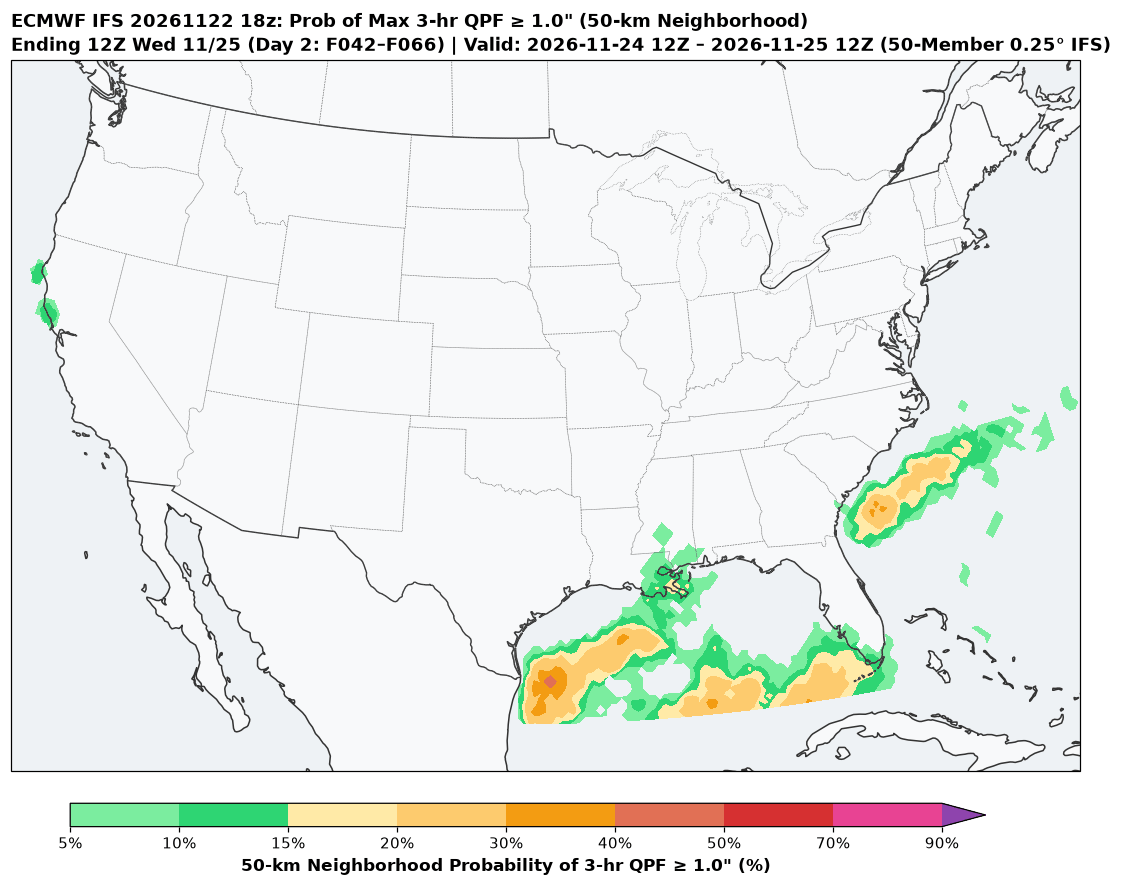 ECMWF IFS 20261122 18z: Prob of Max 3-hr QPF ≥ 1.0" (50-km Neighborhood)
Ending 12Z Wed 11/25 (Day 2: F042–F066) | Valid: 2026-11-24 12Z – 2026-11-25 12Z (50-Member 0.25° IFS)
5% 10% 15% 20% 30% 40% 50% 70% 90%
50-km Neighborhood Probability of 3-hr QPF ≥ 1.0" (%)